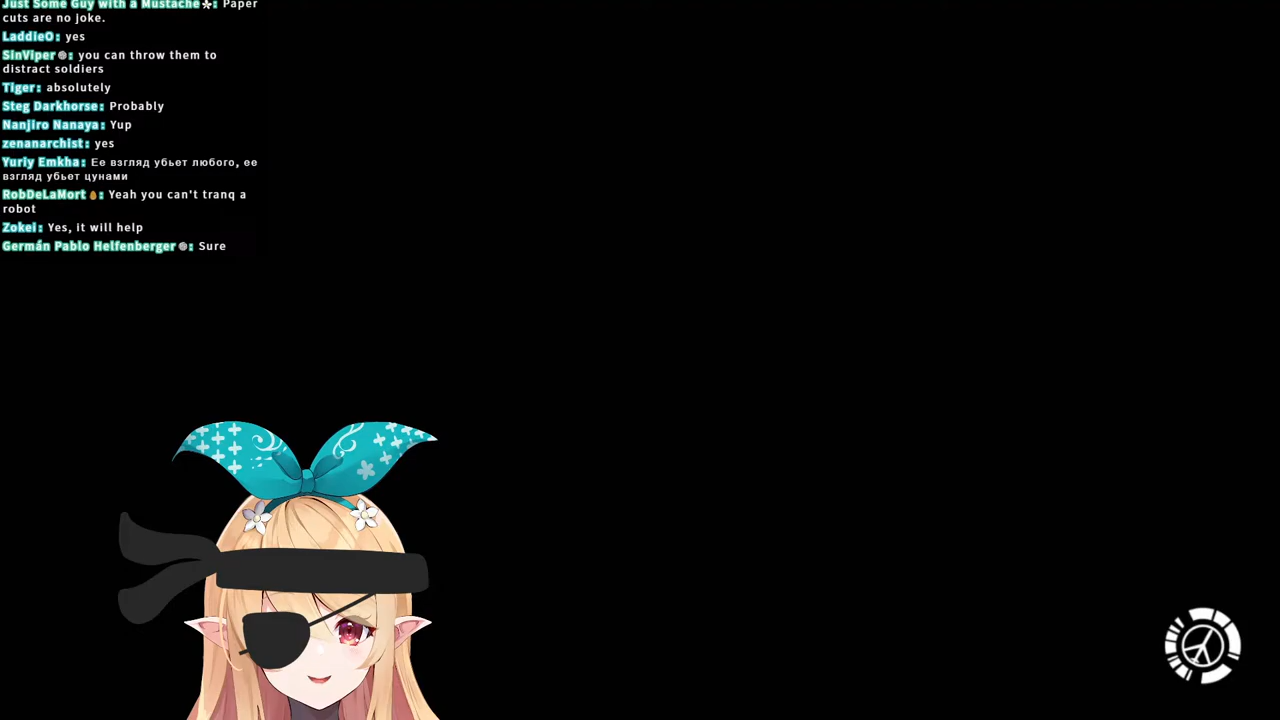 Just Some Guy with a Mustache: Paper
cuts are no joke.
LaddieO: yes
SinViper: you can throw them to
distract soldiers
Tiger: absolutely
Steg Darkhorse: Probably
Nanjiro Nanaya: Yup
zenanarchist: yes
Yuriy Emkha: Ее взгляд убьет любого, ее
взгляд убьет цунами
RobDeLaMort: Yeah you can't tranq a
robot
Zokei: Yes, it will help
Germán Pablo Helfenberger: Sure